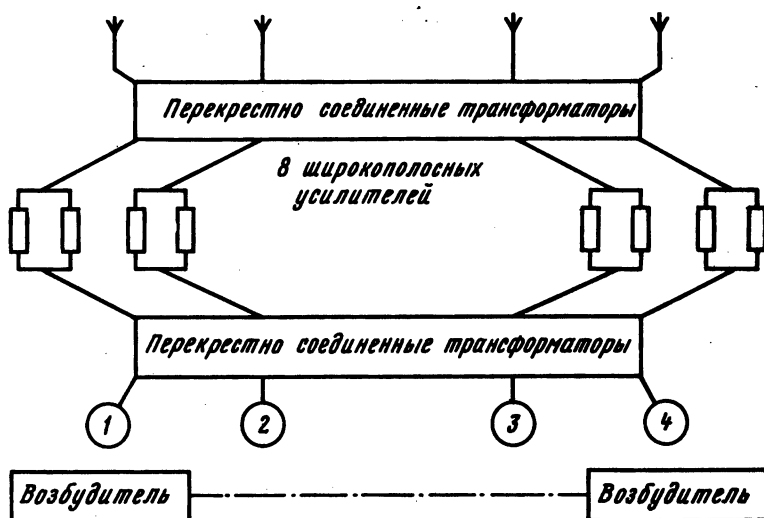 Перекрестно соединенные трансформаторы
8 широкополосных
усилителей
Перекрестно соединенные трансформаторы
1 2 3 4
Возбудитель Возбудитель